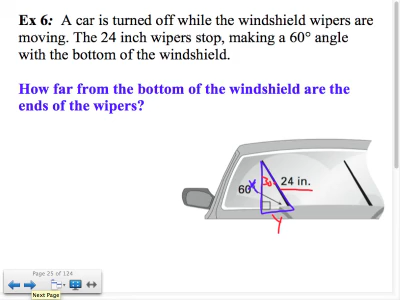 Ex 6: A car is turned off while the windshield wipers are
moving. The 24 inch wipers stop, making a 60° angle
with the bottom of the windshield.
How far from the bottom of the windshield are the
ends of the wipers?
60
x
30
24 in.
y
Page 25 of 124
Next Page